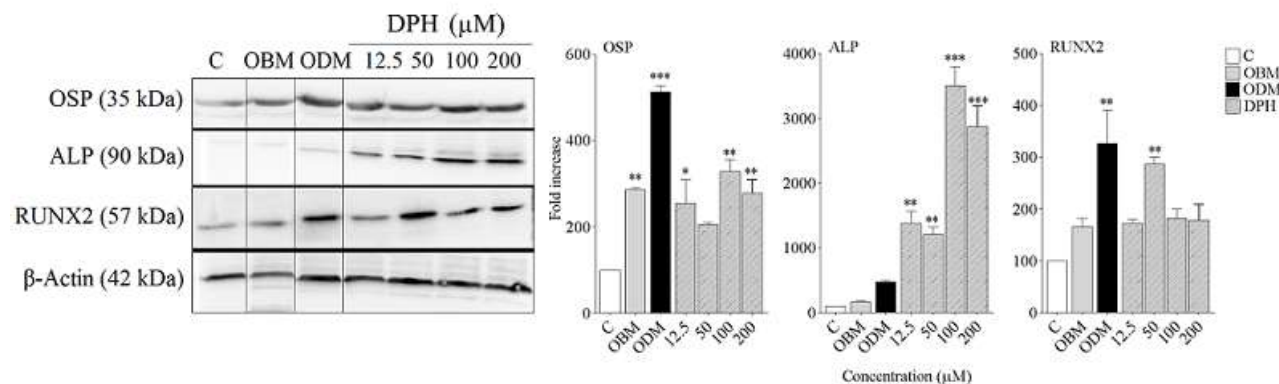 DPH (μM)
C OBM ODM 12.5 50 100 200
OSP (35 kDa)
ALP (90 kDa)
RUNX2 (57 kDa)
β-Actin (42 kDa)
OSP
Fold increase
600
400
200
0
***
**
*
**
**
C OBM ODM 12.5 50 100 200
ALP
4000
3000
2000
1000
0
**
**
***
***
C OBM ODM 12.5 50 100 200
Concentration (μM)
RUNX2
500
400
300
200
100
0
**
**
C OBM ODM 12.5 50 100 200
C
OBM
ODM
DPH